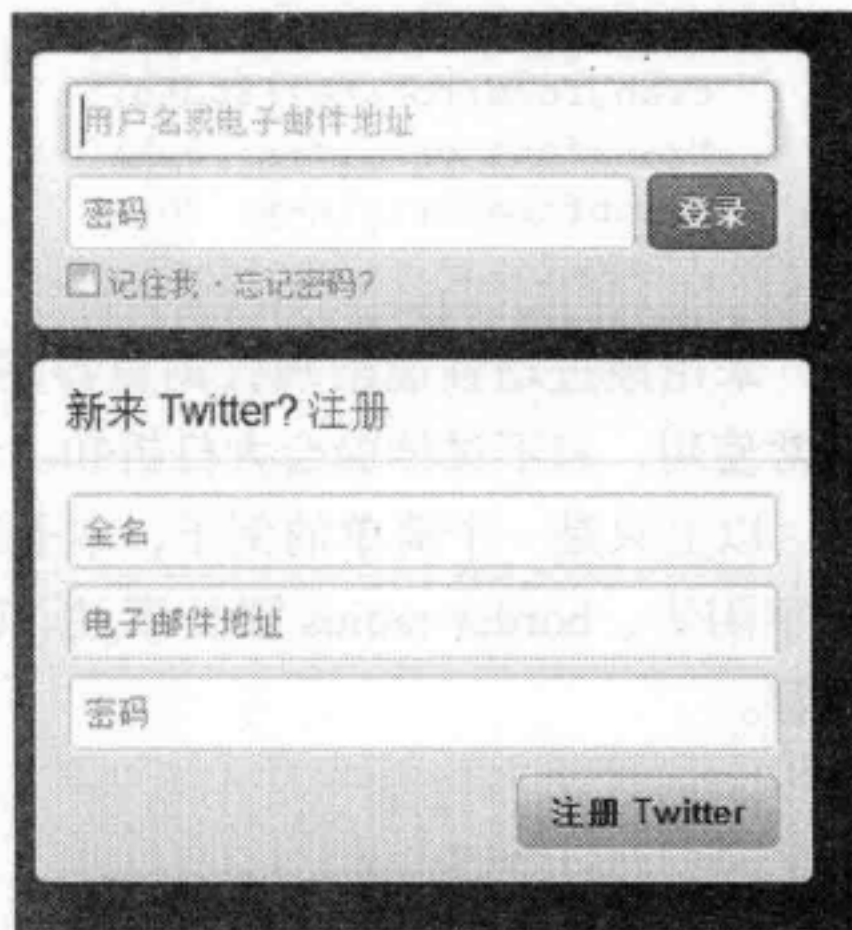 用户名或电子邮件地址
密码 登录
记住我 · 忘记密码?
新来 Twitter? 注册
全名
电子邮件地址
密码
注册 Twitter